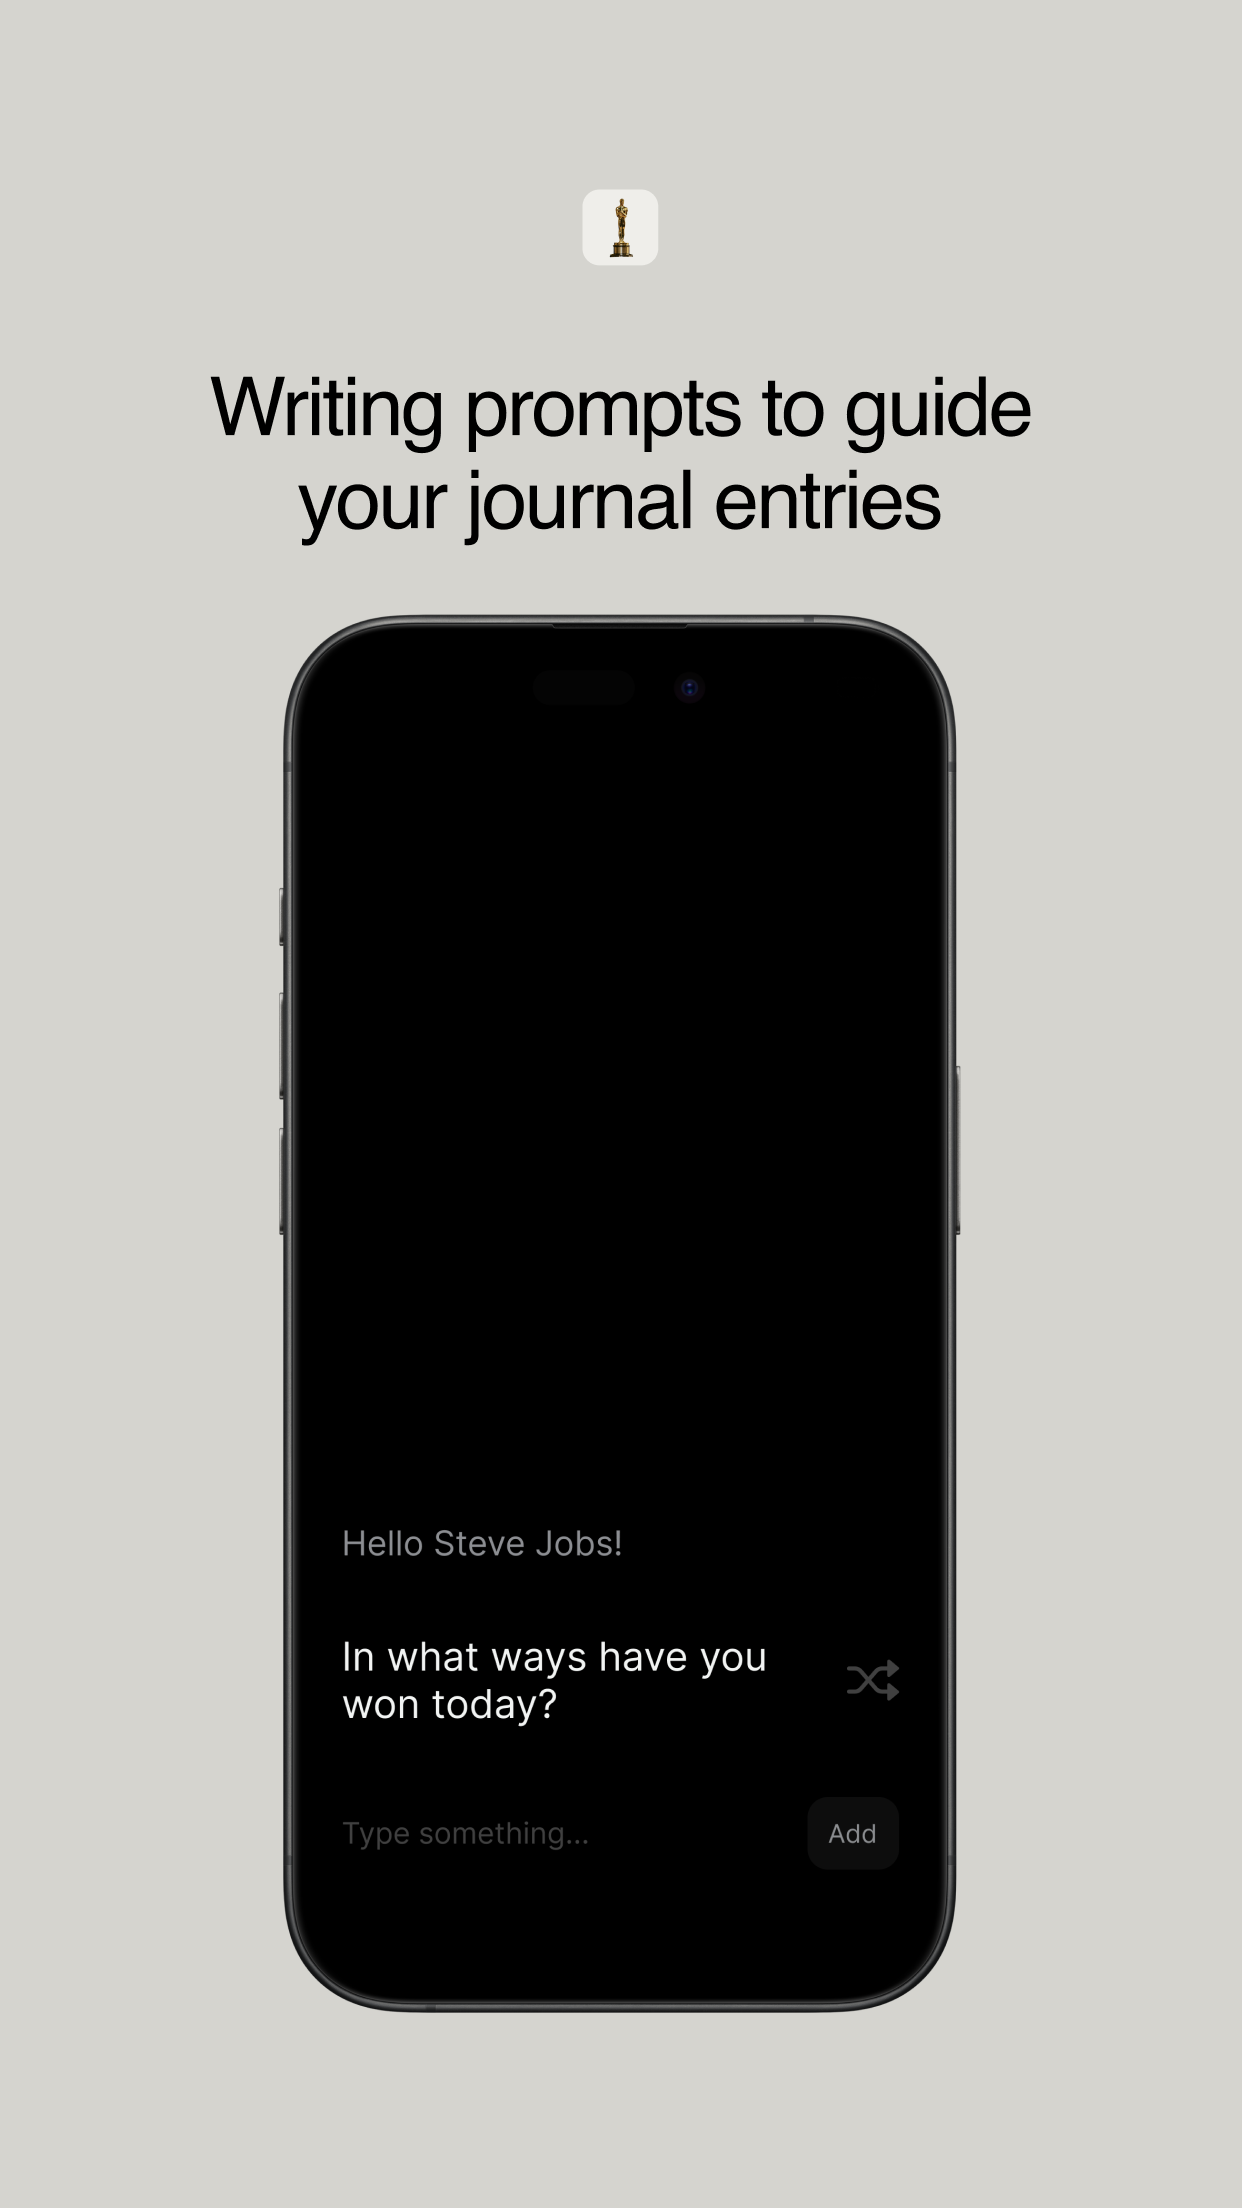 Writing prompts to guide
your journal entries
Hello Steve Jobs!
In what ways have you
won today?
Type something...
Add